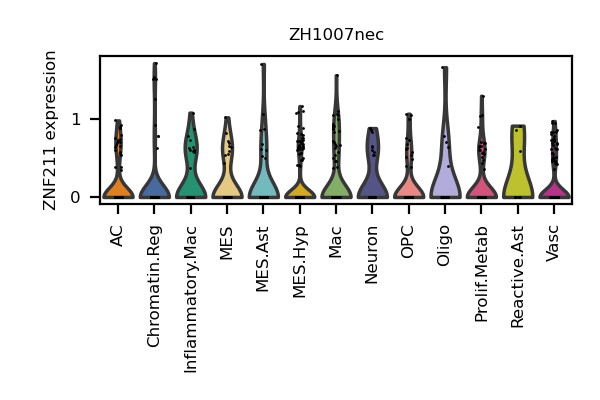 ZH1007nec
ZNF211 expression
1
0
AC
Chromatin.Reg
Inflammatory.Mac
MES
MES.Ast
MES.Hyp
Mac
Neuron
OPC
Oligo
Prolif.Metab
Reactive.Ast
Vasc